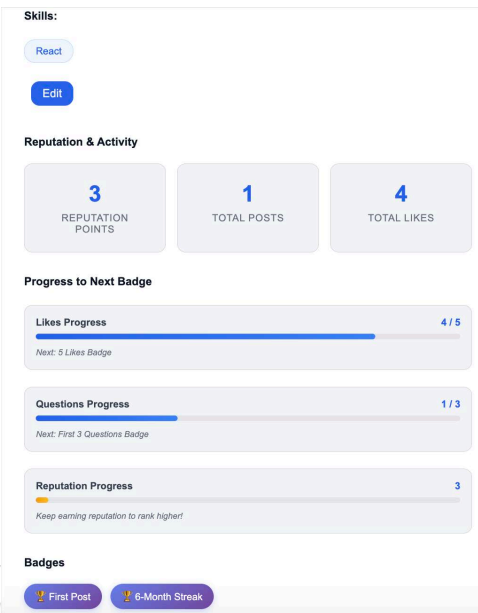 Skills:
React
Edit
Reputation & Activity
3
REPUTATION
POINTS
1
TOTAL POSTS
4
TOTAL LIKES
Progress to Next Badge
Likes Progress 4 / 5
Next: 5 Likes Badge
Questions Progress 1 / 3
Next: First 3 Questions Badge
Reputation Progress 3
Keep earning reputation to rank higher!
Badges
🏆 First Post 🏆 6-Month Streak